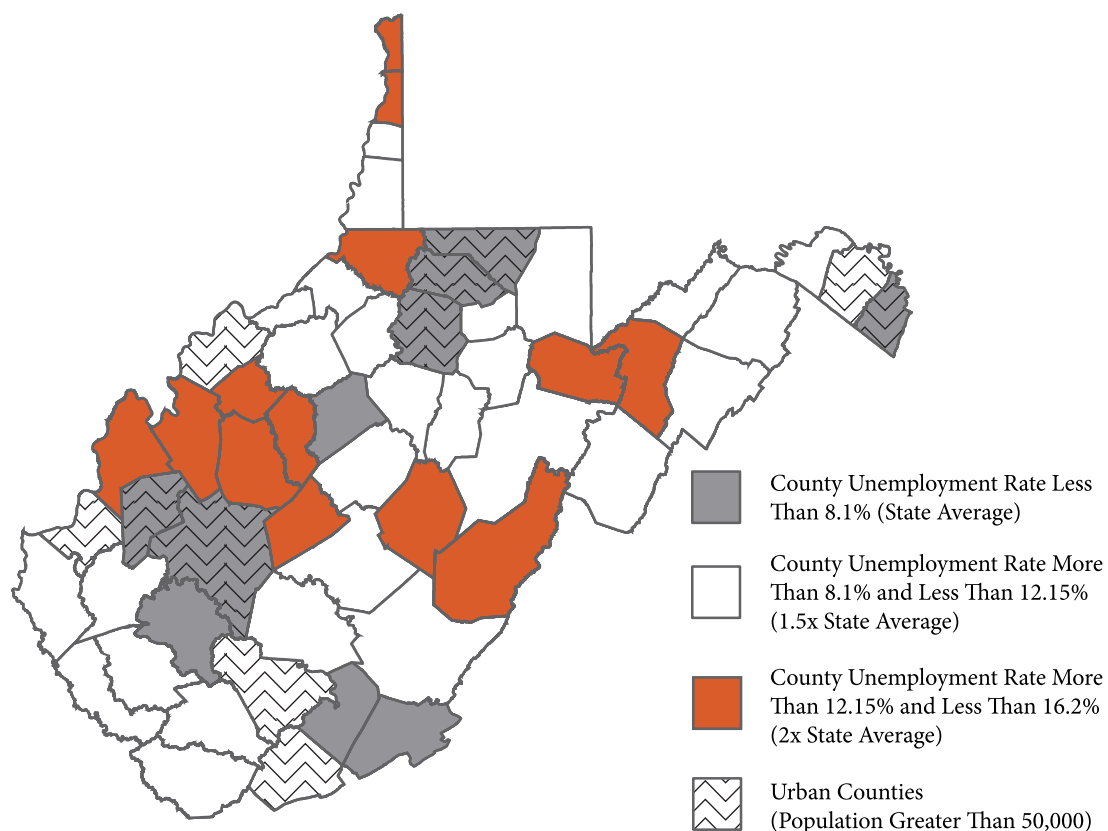 County Unemployment Rate Less
Than 8.1% (State Average)
County Unemployment Rate More
Than 8.1% and Less Than 12.15%
(1.5x State Average)
County Unemployment Rate More
Than 12.15% and Less Than 16.2%
(2x State Average)
Urban Counties
(Population Greater Than 50,000)